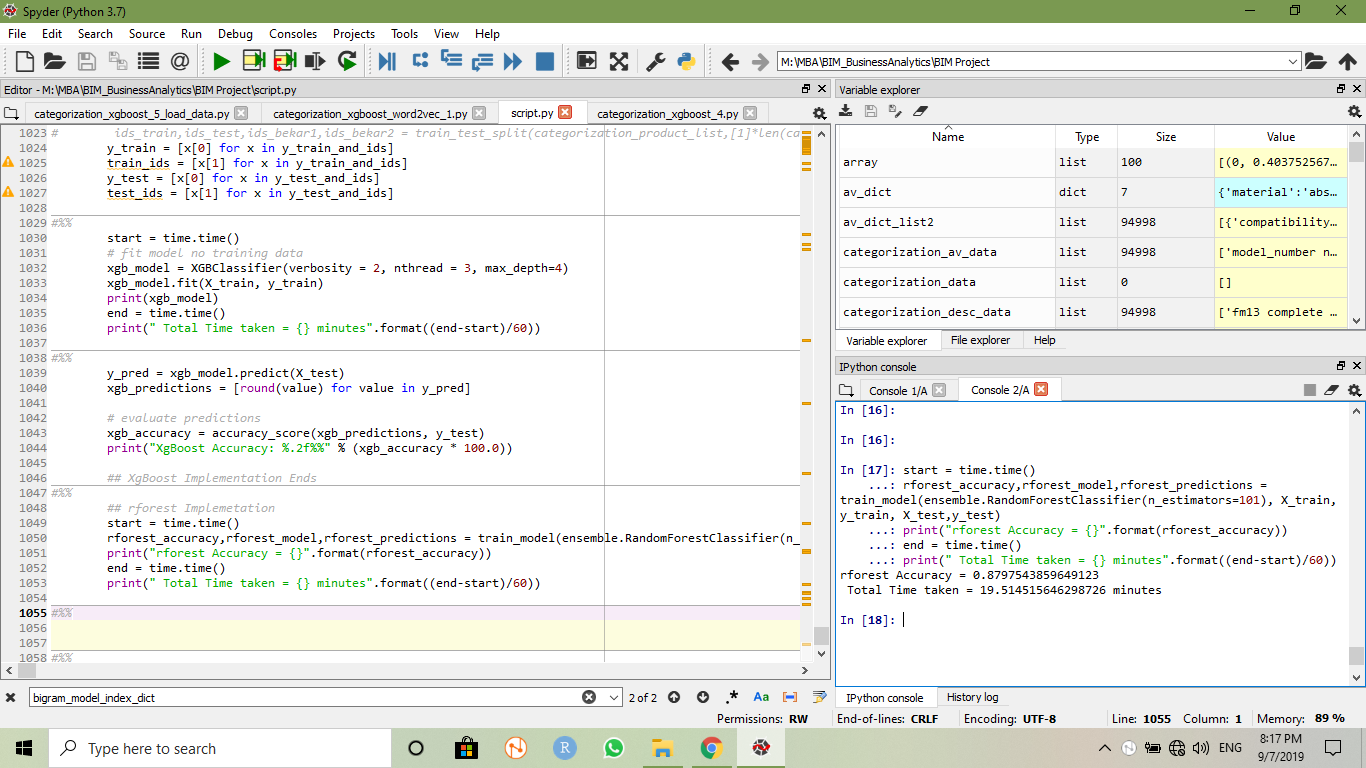 Spyder (Python 3.7)
File Edit Search Source Run Debug Consoles Projects Tools View Help
M:\MBA\BIM_BusinessAnalytics\BIM Project
Editor - M:\MBA\BIM_BusinessAnalytics\BIM Project\script.py
categorization_xgboost_5_load_data.py categorization_xgboost_word2vec_1.py script.py categorization_xgboost_4.py
1023 # ids_train,ids_test,ids_bekar1,ids_bekar2 = train_test_split(categorization_product_list,[1]*len(ca
1024 y_train = [x[0] for x in y_train_and_ids]
1025 train_ids = [x[1] for x in y_train_and_ids]
1026 y_test = [x[0] for x in y_test_and_ids]
1027 test_ids = [x[1] for x in y_test_and_ids]
1028
1029 #%%
1030 start = time.time()
1031 # fit model no training data
1032 xgb_model = XGBClassifier(verbosity = 2, nthread = 3, max_depth=4)
1033 xgb_model.fit(X_train, y_train)
1034 print(xgb_model)
1035 end = time.time()
1036 print(" Total Time taken = {} minutes".format((end-start)/60))
1037
1038 #%%
1039 y_pred = xgb_model.predict(X_test)
1040 xgb_predictions = [round(value) for value in y_pred]
1041
1042 # evaluate predictions
1043 xgb_accuracy = accuracy_score(xgb_predictions, y_test)
1044 print("XgBoost Accuracy: %.2f%%" % (xgb_accuracy * 100.0))
1045
1046 ## XgBoost Implementation Ends
1047 #%%
1048 ## rforest Implemetation
1049 start = time.time()
1050 rforest_accuracy,rforest_model,rforest_predictions = train_model(ensemble.RandomForestClassifier(n_
1051 print("rforest Accuracy = {}".format(rforest_accuracy))
1052 end = time.time()
1053 print(" Total Time taken = {} minutes".format((end-start)/60))
1054
1055 #%%
1056
1057
1058 #%%
bigram_model_index_dict 2 of 2 .* Aa
Variable explorer
Name Type Size Value
array list 100 [(0, 0.403752567…
av_dict dict 7 {'material':'abs…
av_dict_list2 list 94998 [{'compatibility…
categorization_av_data list 94998 ['model_number n…
categorization_data list 0 []
categorization_desc_data list 94998 ['fm13 complete …
Variable explorer File explorer Help
IPython console
Console 1/A Console 2/A
In [16]:
In [16]:
In [17]: start = time.time()
...: rforest_accuracy,rforest_model,rforest_predictions =
train_model(ensemble.RandomForestClassifier(n_estimators=101), X_train,
y_train, X_test,y_test)
...: print("rforest Accuracy = {}".format(rforest_accuracy))
...: end = time.time()
...: print(" Total Time taken = {} minutes".format((end-start)/60))
rforest Accuracy = 0.8797543859649123
Total Time taken = 19.514515646298726 minutes
In [18]:
IPython console History log
Permissions: RW End-of-lines: CRLF Encoding: UTF-8 Line: 1055 Column: 1 Memory: 89 %
Type here to search
R
ENG
8:17 PM
9/7/2019